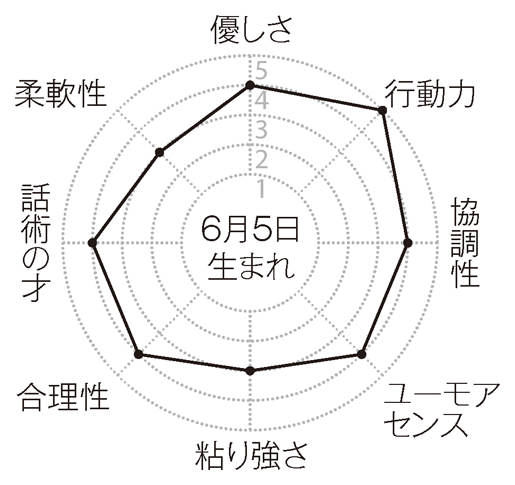 優しさ
行動力
協調性
ユーモア
センス
粘り強さ
合理性
話術の才
柔軟性
5
4
3
2
1
6月5日
生まれ